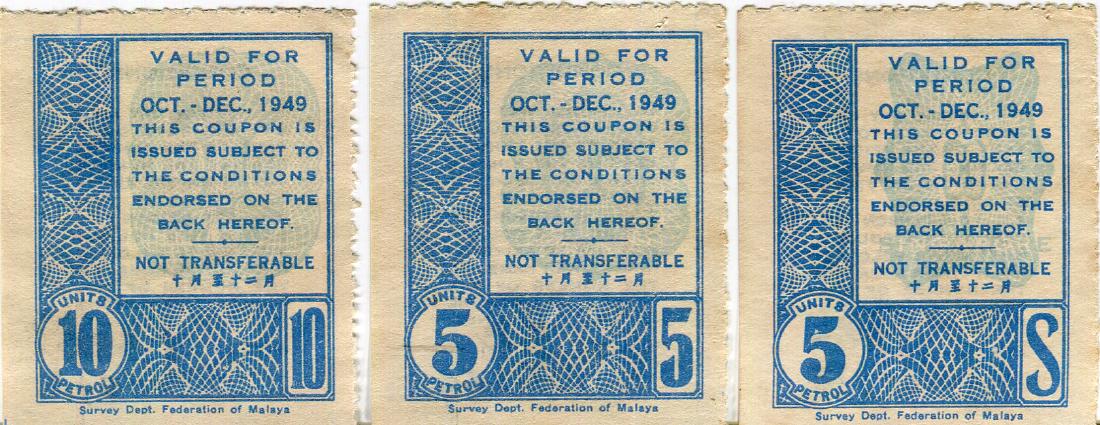 VALID FOR
PERIOD
OCT. - DEC., 1949
THIS COUPON IS
ISSUED SUBJECT TO
THE CONDITIONS
ENDORSED ON THE
BACK HEREOF.
NOT TRANSFERABLE
十月至十二月
UNITS
10
PETROL
10
Survey Dept. Federation of Malaya
VALID FOR
PERIOD
OCT. - DEC., 1949
THIS COUPON IS
ISSUED SUBJECT TO
THE CONDITIONS
ENDORSED ON THE
BACK HEREOF.
NOT TRANSFERABLE
十月至十二月
UNITS
5
PETROL
5
Survey Dept. Federation of Malaya
VALID FOR
PERIOD
OCT. - DEC., 1949
THIS COUPON IS
ISSUED SUBJECT TO
THE CONDITIONS
ENDORSED ON THE
BACK HEREOF.
NOT TRANSFERABLE
十月至十二月
UNITS
5
PETROL
S
Survey Dept. Federation of Malaya